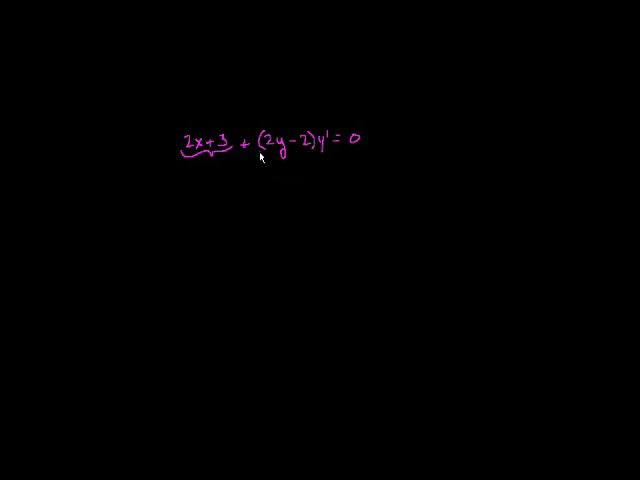 2x+3 + (2y-2)y' = 0